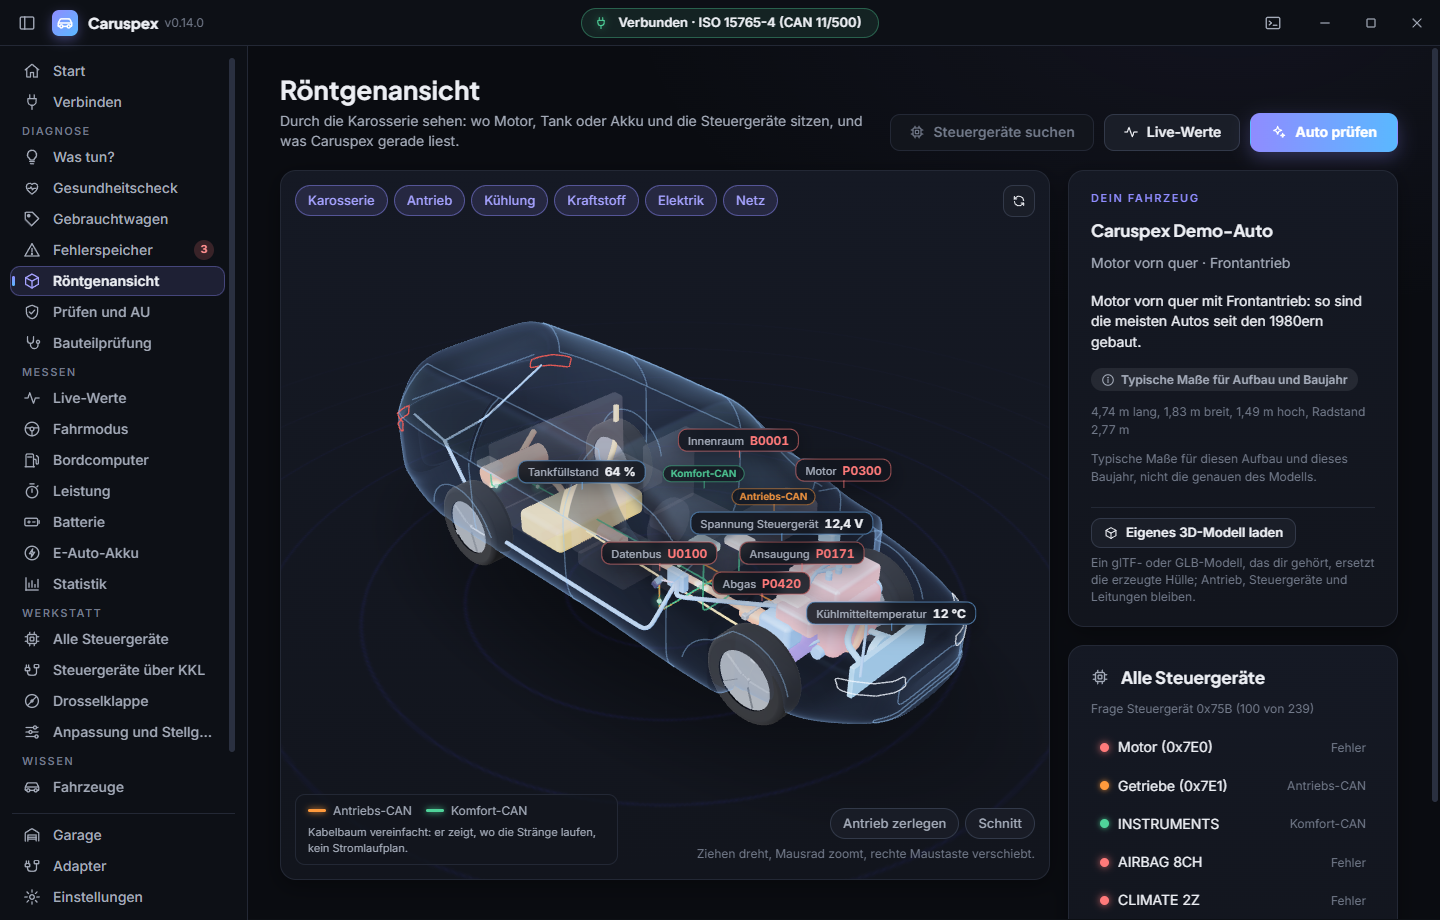 Caruspex v0.14.0
Verbunden · ISO 15765-4 (CAN 11/500)
Start
Verbinden
DIAGNOSE
Was tun?
Gesundheitscheck
Gebrauchtwagen
Fehlerspeicher 3
Röntgenansicht
Prüfen und AU
Bauteilprüfung
MESSEN
Live-Werte
Fahrmodus
Bordcomputer
Leistung
Batterie
E-Auto-Akku
Statistik
WERKSTATT
Alle Steuergeräte
Steuergeräte über KKL
Drosselklappe
Anpassung und Stellg...
WISSEN
Fahrzeuge
Garage
Adapter
Einstellungen
Röntgenansicht
Durch die Karosserie sehen: wo Motor, Tank oder Akku und die Steuergeräte sitzen, und
was Caruspex gerade liest.
Steuergeräte suchen
Live-Werte
Auto prüfen
Karosserie
Antrieb
Kühlung
Kraftstoff
Elektrik
Netz
Innenraum B0001
Tankfüllstand 64 %
Komfort-CAN
Motor P0300
Antriebs-CAN
Spannung Steuergerät 12,4 V
Datenbus U0100
Ansaugung P0171
Abgas P0420
Kühlmitteltemperatur 12 °C
Antriebs-CAN
Komfort-CAN
Kabelbaum vereinfacht: er zeigt, wo die Stränge laufen,
kein Stromlaufplan.
Antrieb zerlegen
Schnitt
Ziehen dreht, Mausrad zoomt, rechte Maustaste verschiebt.
DEIN FAHRZEUG
Caruspex Demo-Auto
Motor vorn quer · Frontantrieb
Motor vorn quer mit Frontantrieb: so sind
die meisten Autos seit den 1980ern
gebaut.
Typische Maße für Aufbau und Baujahr
4,74 m lang, 1,83 m breit, 1,49 m hoch, Radstand
2,77 m
Typische Maße für diesen Aufbau und dieses
Baujahr, nicht die genauen des Modells.
Eigenes 3D-Modell laden
Ein glTF- oder GLB-Modell, das dir gehört, ersetzt
die erzeugte Hülle; Antrieb, Steuergeräte und
Leitungen bleiben.
Alle Steuergeräte
Frage Steuergerät 0x75B (100 von 239)
Motor (0x7E0) Fehler
Getriebe (0x7E1) Antriebs-CAN
INSTRUMENTS Komfort-CAN
AIRBAG 8CH Fehler
CLIMATE 2Z Fehler